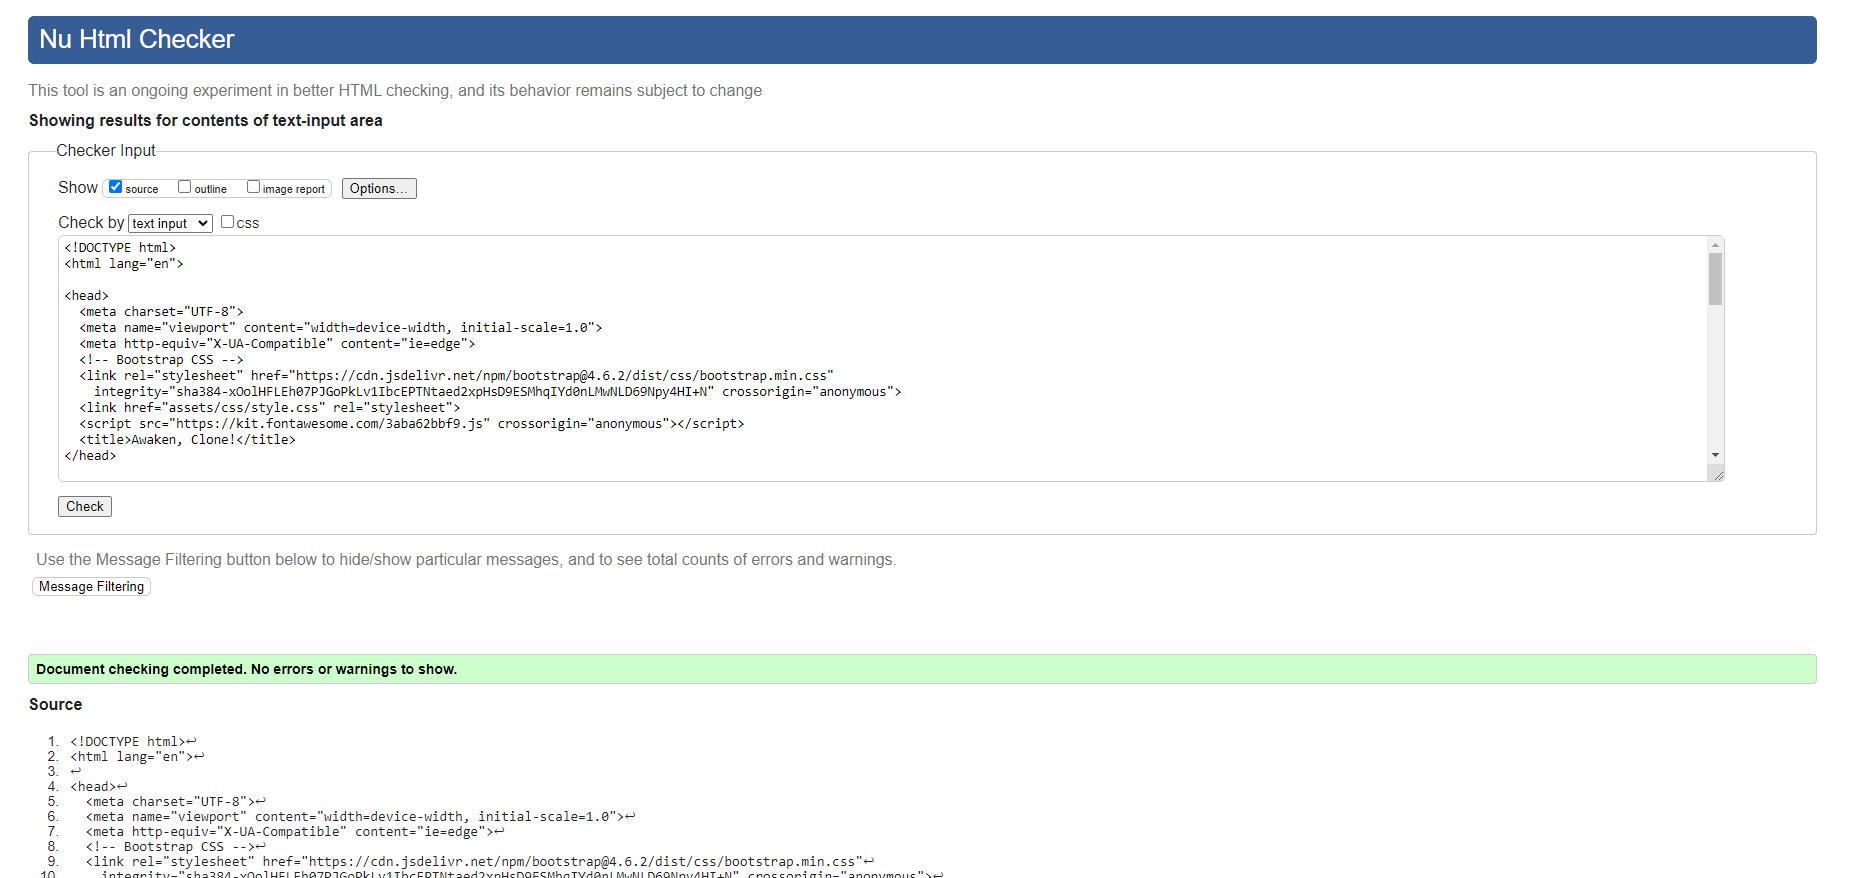 Nu Html Checker
This tool is an ongoing experiment in better HTML checking, and its behavior remains subject to change
Showing results for contents of text-input area
Checker Input
Show source outline image report Options...
Check by text input css
<!DOCTYPE html>
<html lang="en">
<head>
<meta charset="UTF-8">
<meta name="viewport" content="width=device-width, initial-scale=1.0">
<meta http-equiv="X-UA-Compatible" content="ie=edge">
<!-- Bootstrap CSS -->
<link rel="stylesheet" href="https://cdn.jsdelivr.net/npm/bootstrap@4.6.2/dist/css/bootstrap.min.css"
integrity="sha384-xOolHFLEh07PJGoPkLv1IbcEPTNtaed2xpHsD9ESMhqIYd0nLMwNLD69Npy4HI+N" crossorigin="anonymous">
<link href="assets/css/style.css" rel="stylesheet">
<script src="https://kit.fontawesome.com/3aba62bbf9.js" crossorigin="anonymous"></script>
<title>Awaken, Clone!</title>
</head>
Check
Use the Message Filtering button below to hide/show particular messages, and to see total counts of errors and warnings.
Message Filtering
Document checking completed. No errors or warnings to show.
Source
1. <!DOCTYPE html>↩
2. <html lang="en">↩
3. ↩
4. <head>↩
5. <meta charset="UTF-8">↩
6. <meta name="viewport" content="width=device-width, initial-scale=1.0">↩
7. <meta http-equiv="X-UA-Compatible" content="ie=edge">↩
8. <!-- Bootstrap CSS -->↩
9. <link rel="stylesheet" href="https://cdn.jsdelivr.net/npm/bootstrap@4.6.2/dist/css/bootstrap.min.css"↩
10. integrity="sha384-xOolHFLEh07PJGoPkLv1IbcEPTNtaed2xpHsD9ESMhqIYd0nLMwNLD69Npy4HI+N" crossorigin="anonymous">↩